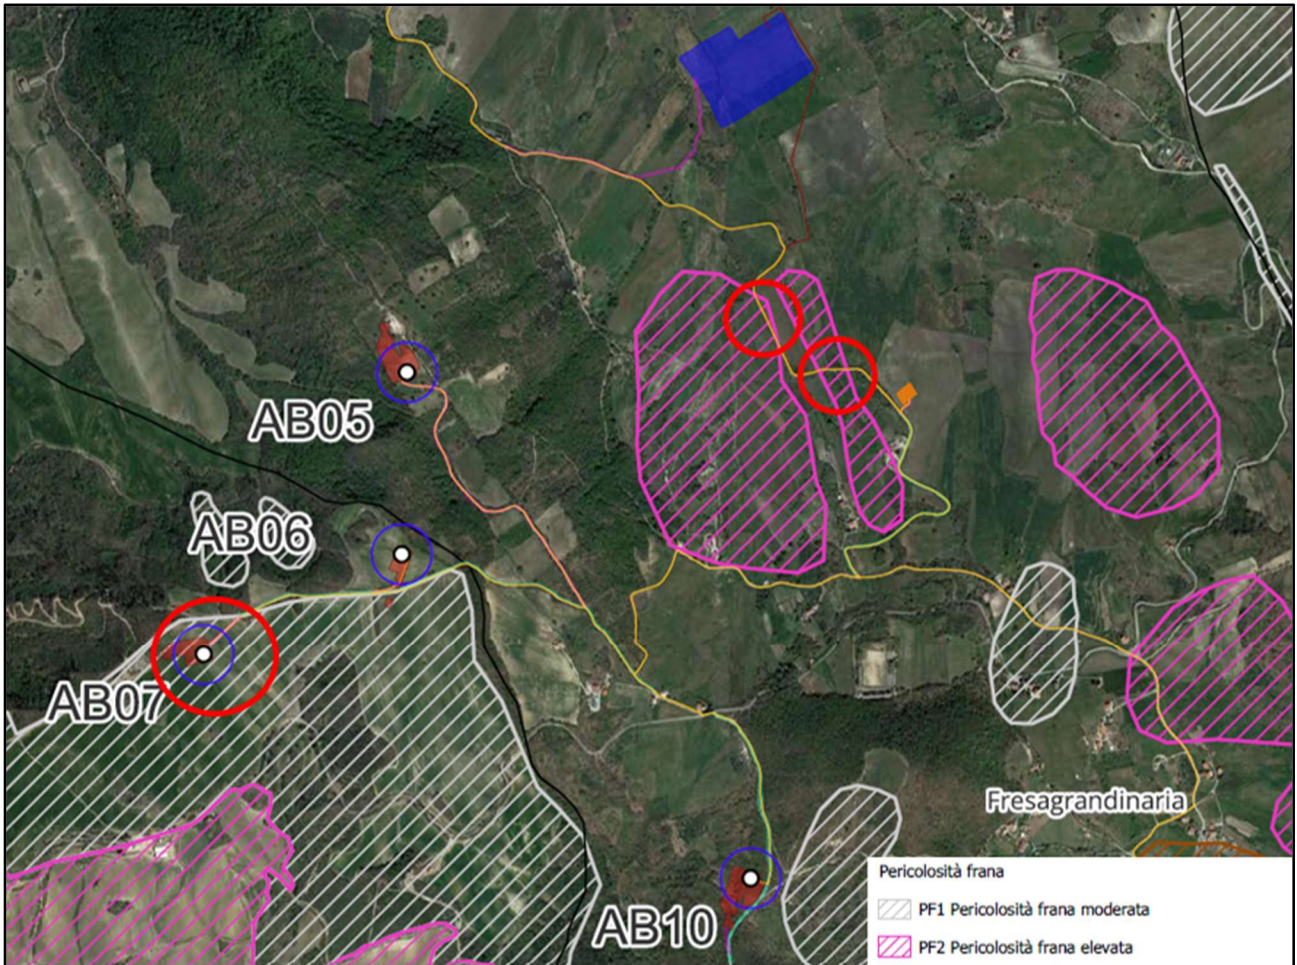 AB05
AB06
AB07
Fresagrandinaria
AB10
Pericolosità frana
PF1 Pericolosità frana moderata
PF2 Pericolosità frana elevata